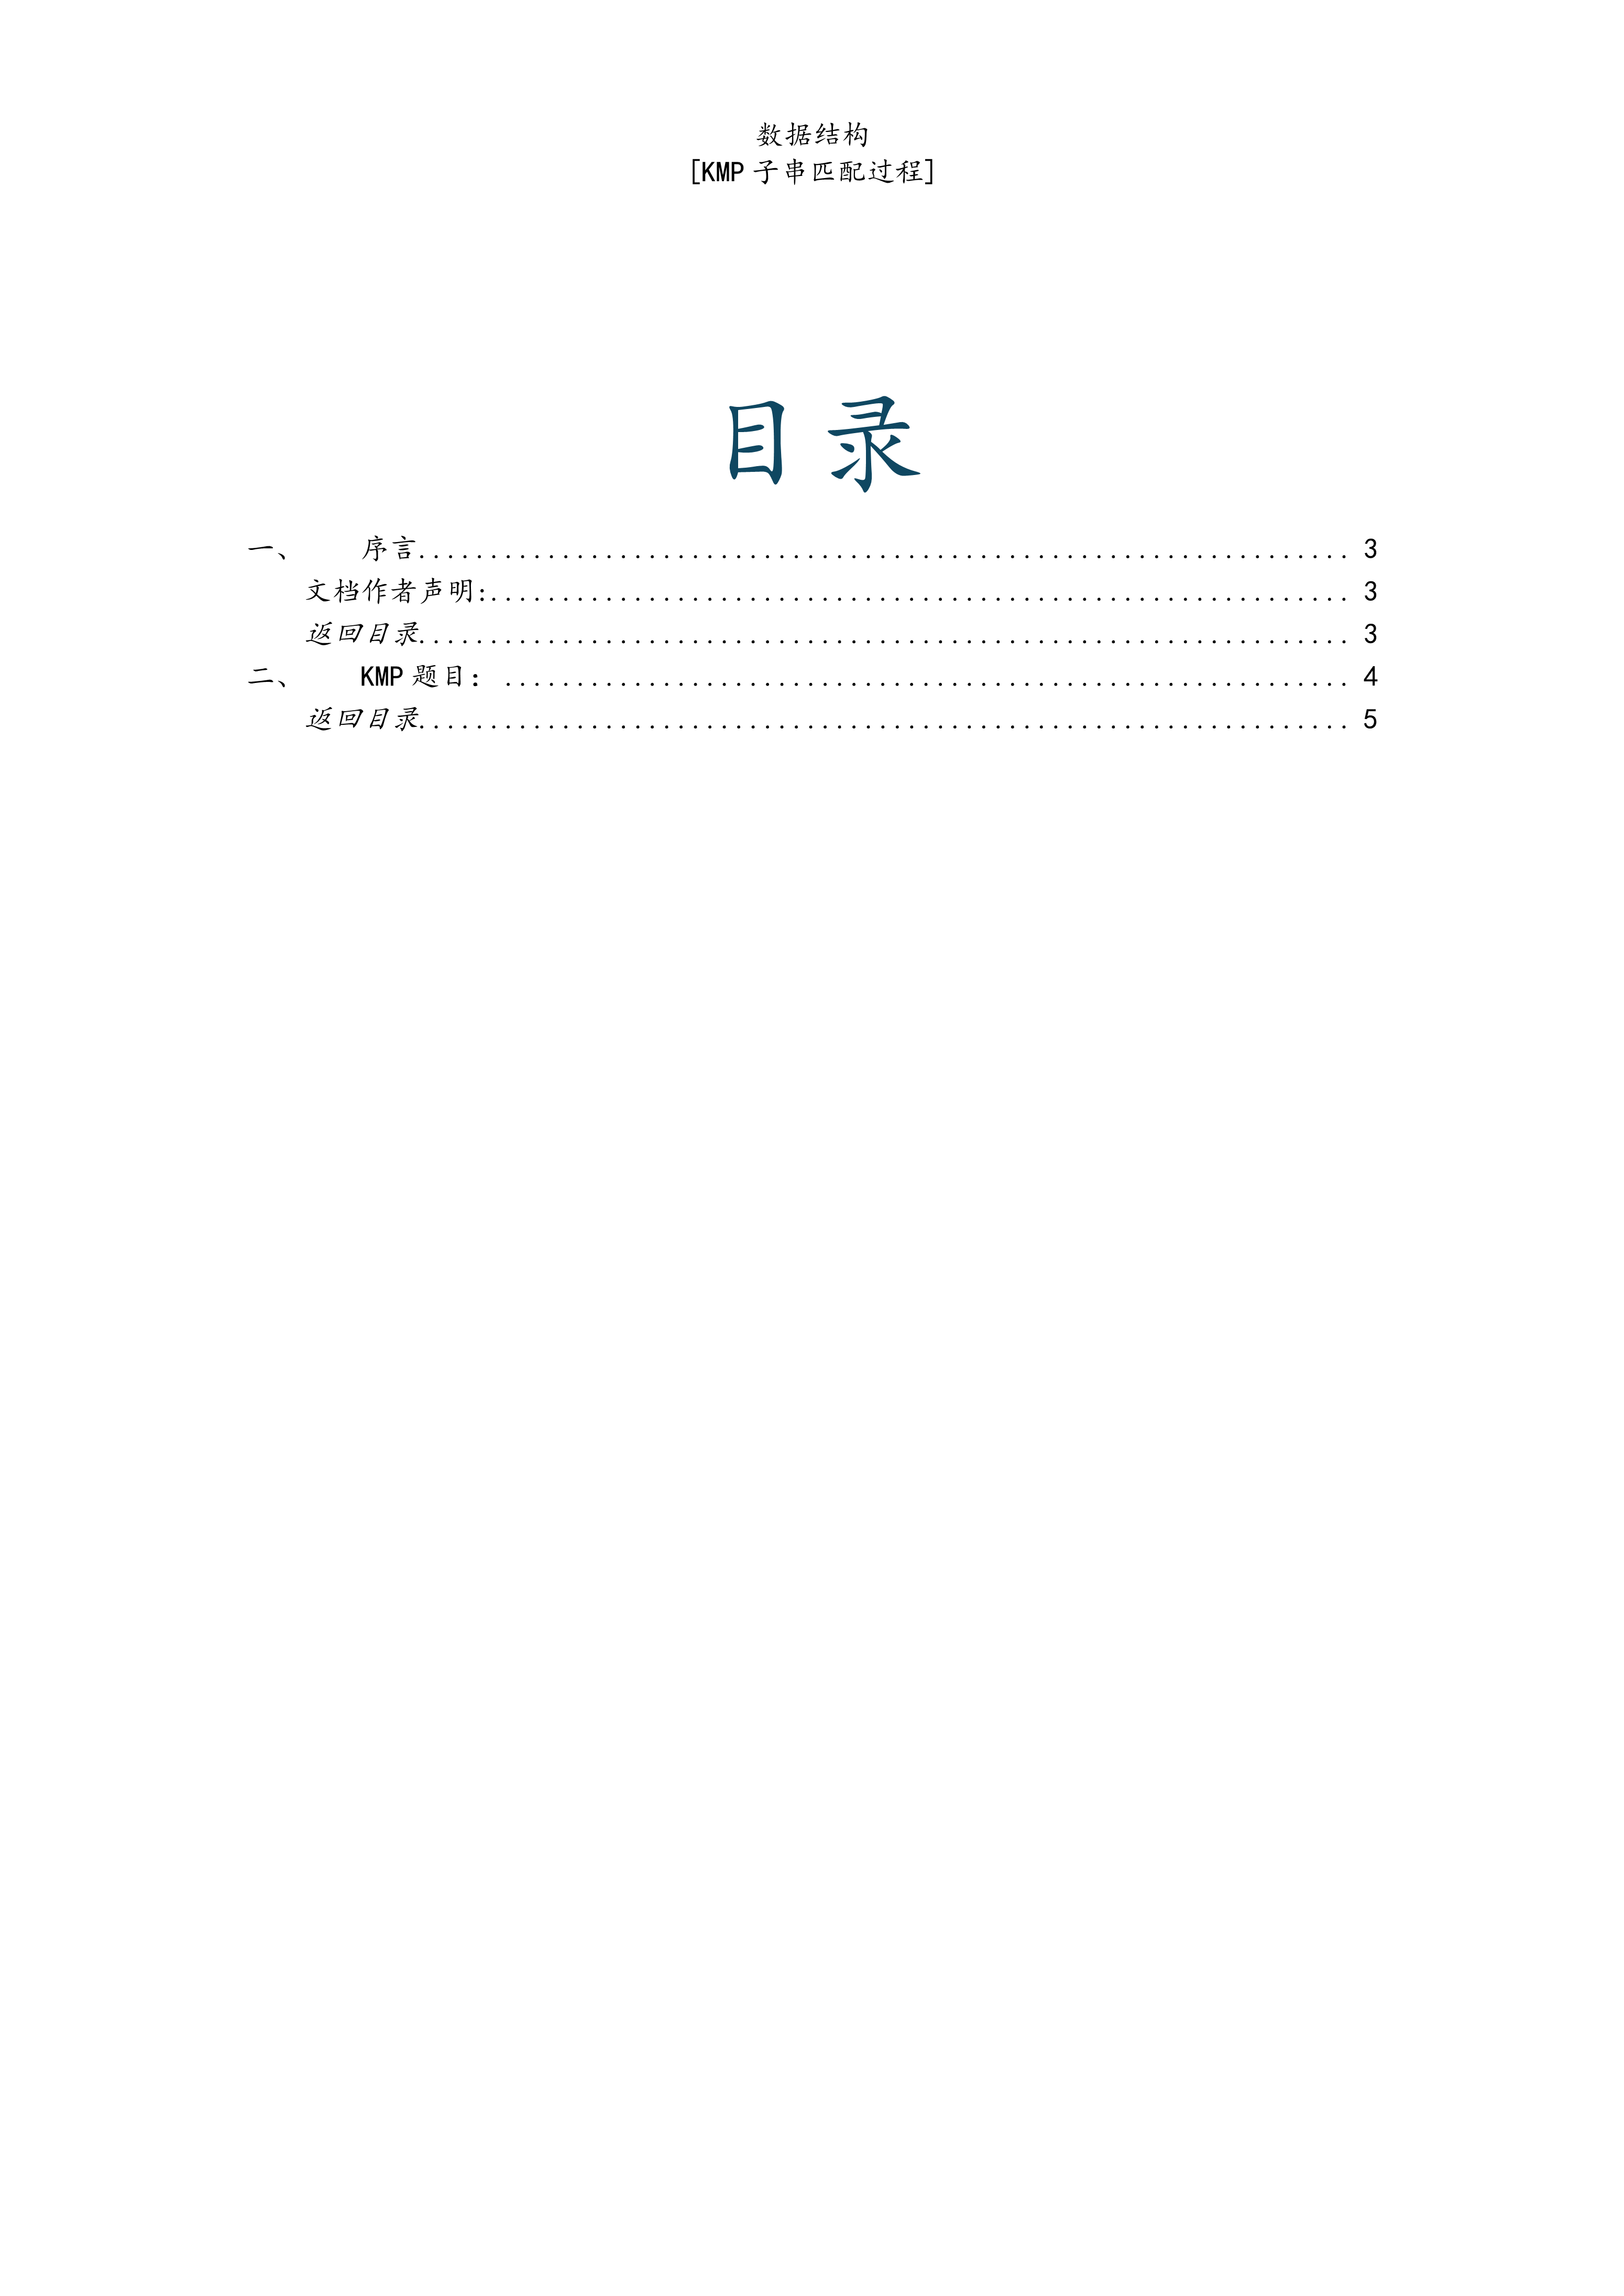 数据结构
[KMP 子串匹配过程]
目录
一、 序言................................................................. 3
文档作者声明:............................................................ 3
返回目录................................................................. 3
二、 KMP 题目： ........................................................... 4
返回目录................................................................. 5